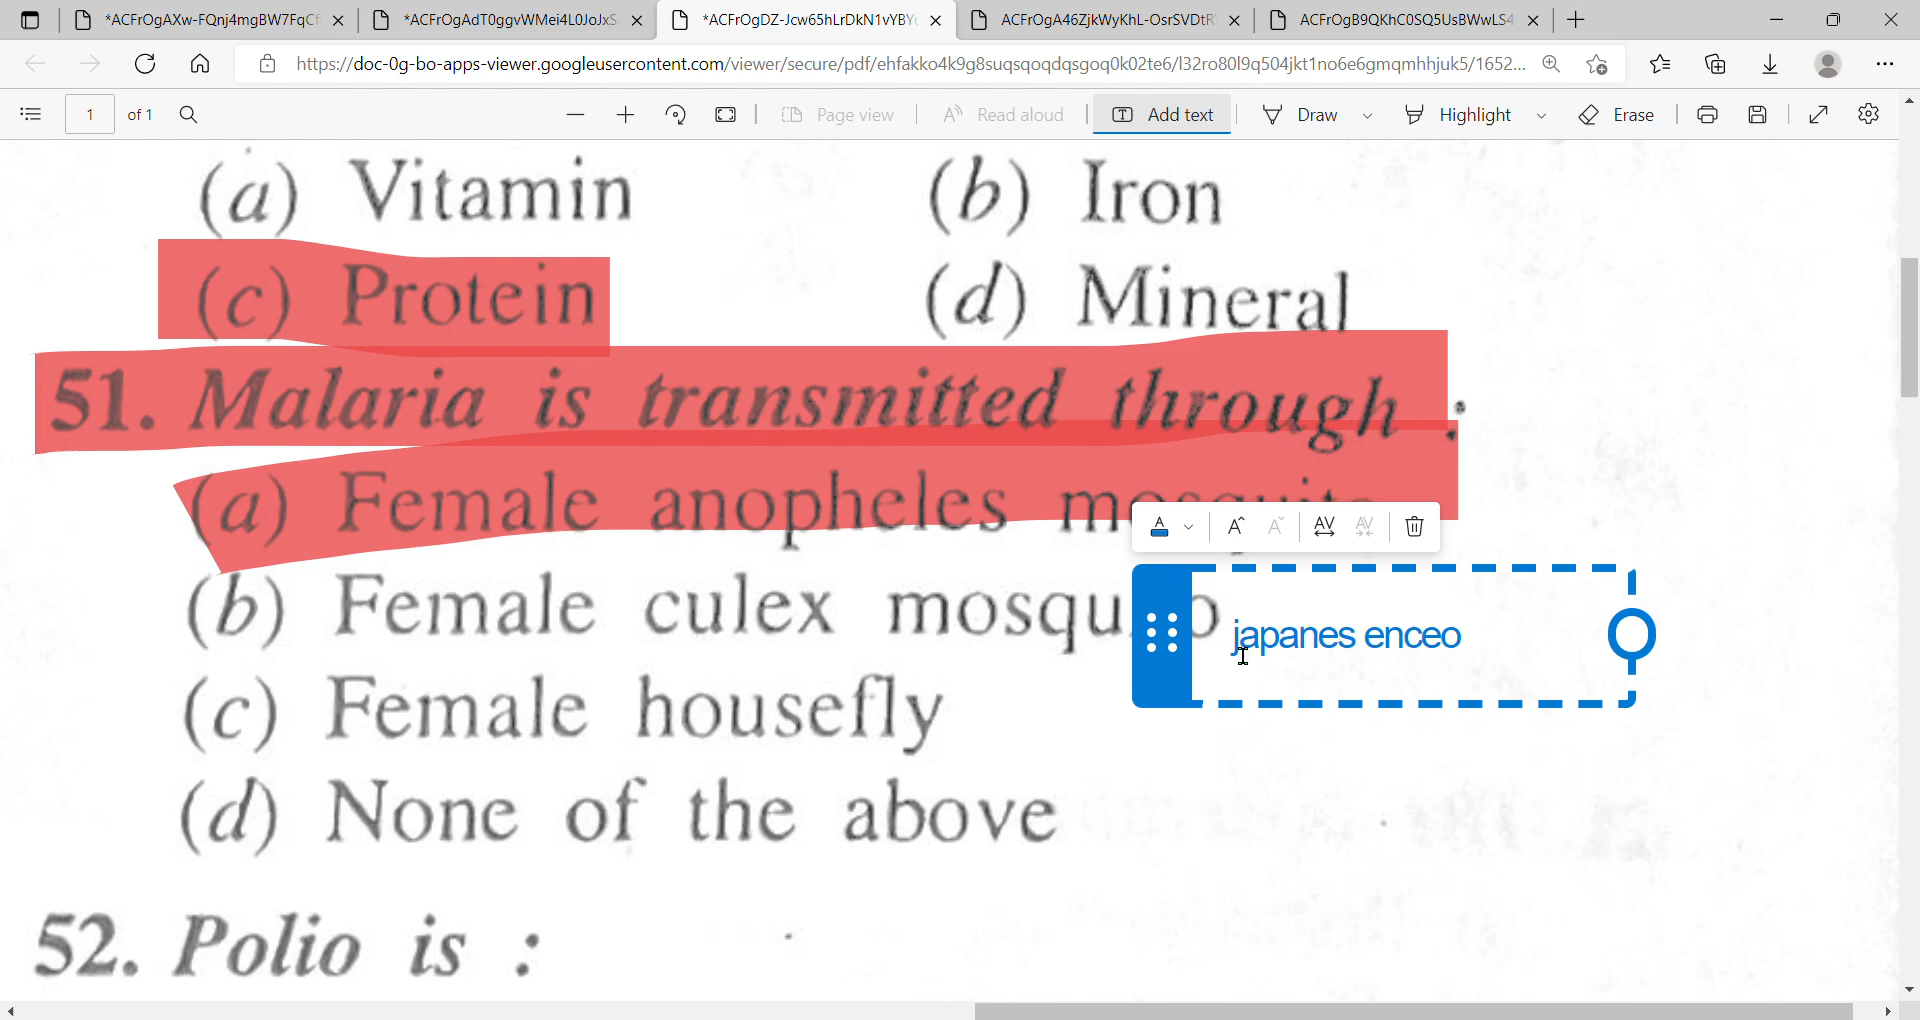 *ACFrOgAXw-FQnj4mgBW7FqCf
*ACFrOgAdT0ggvWMei4L0JoJxS
*ACFrOgDZ-Jcw65hLrDkN1vYBYu
ACFrOgA46ZjkWyKhL-OsrSVDtR
ACFrOgB9QKhC0SQ5UsBWwLS4
https://doc-0g-bo-apps-viewer.googleusercontent.com/viewer/secure/pdf/ehfakko4k9g8suqsqoqdqsgoq0k02te6/l32ro80l9q504jkt1no6e6gmqmhhjuk5/1652...
1 of 1 Page view Read aloud Add text Draw Highlight Erase
(a) Vitamin (b) Iron
(c) Protein (d) Mineral
51. Malaria is transmitted through :
(a) Female anopheles mosquito
(b) Female culex mosqu o
japanes enceo
(c) Female housefly
(d) None of the above
52. Polio is :